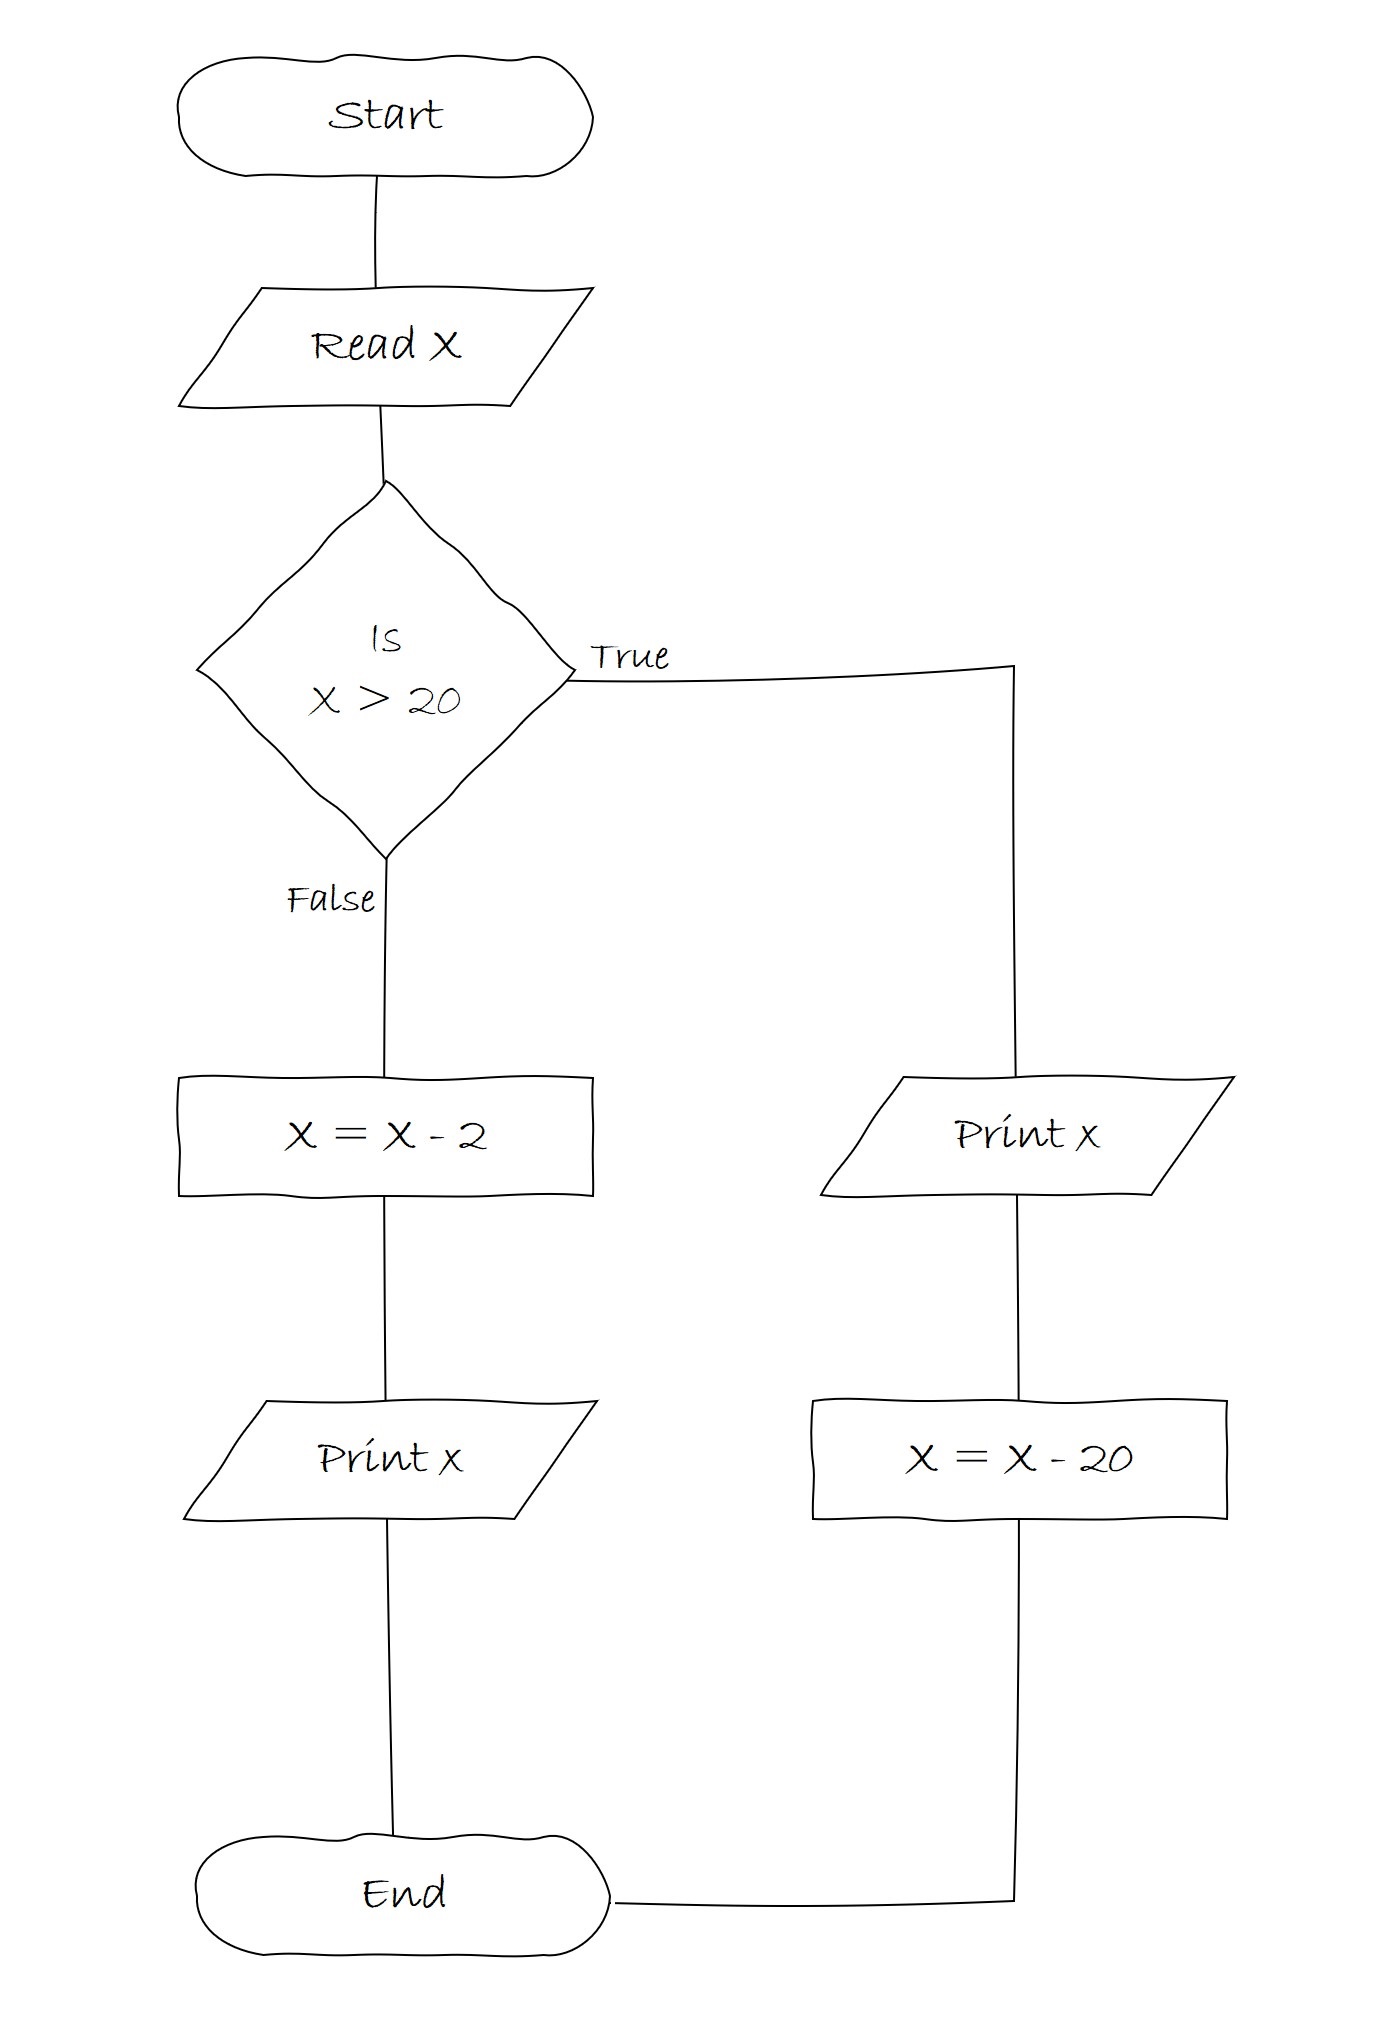 Start
Read X
Is
X > 20
True
False
X = X - 2
Print x
Print x
X = X - 20
End